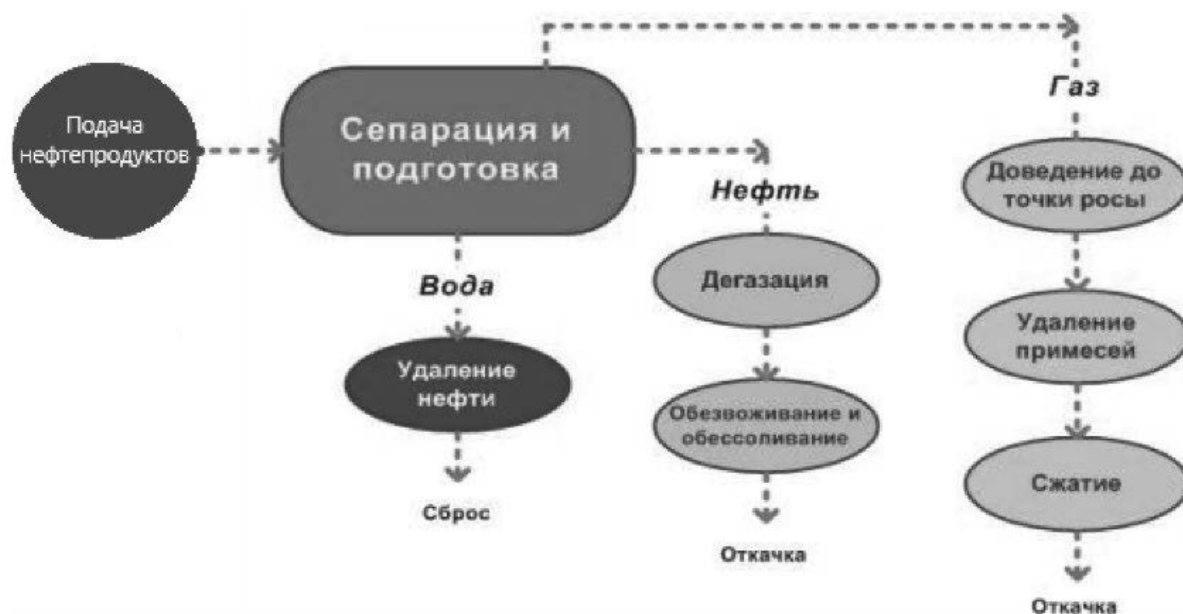 Подача
нефтепродуктов
Сепарация и
подготовка
Вода
Удаление
нефти
Сброс
Нефть
Дегазация
Обезвоживание и
обессоливание
Откачка
Газ
Доведение до
точки росы
Удаление
примесей
Сжатие
Откачка